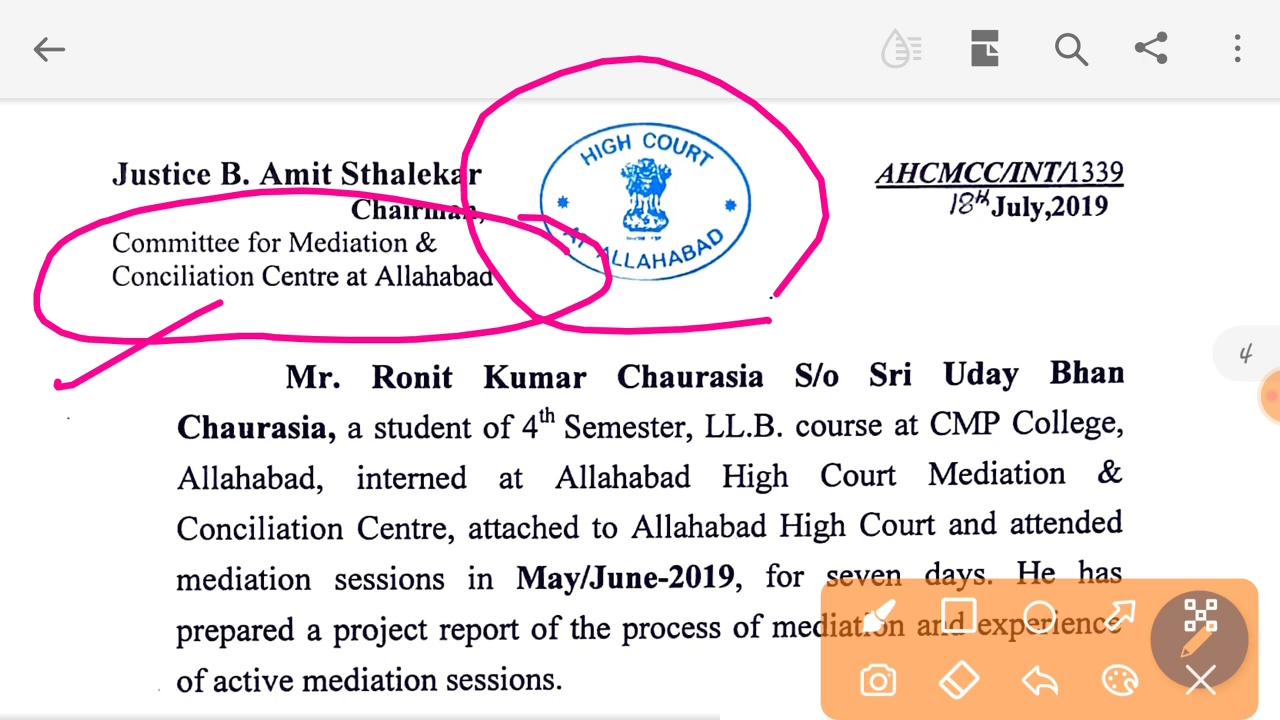 Justice B. Amit Sthalekar
Chairman,
Committee for Mediation &
Conciliation Centre at Allahabad
HIGH COURT
AT ALLAHABAD
AHCMCC/INT/1339
18th July,2019
4
Mr. Ronit Kumar Chaurasia S/o Sri Uday Bhan
Chaurasia, a student of 4th Semester, LL.B. course at CMP College,
Allahabad, interned at Allahabad High Court Mediation &
Conciliation Centre, attached to Allahabad High Court and attended
mediation sessions in May/June-2019, for seven days. He has
prepared a project report of the process of mediation and experience
of active mediation sessions.